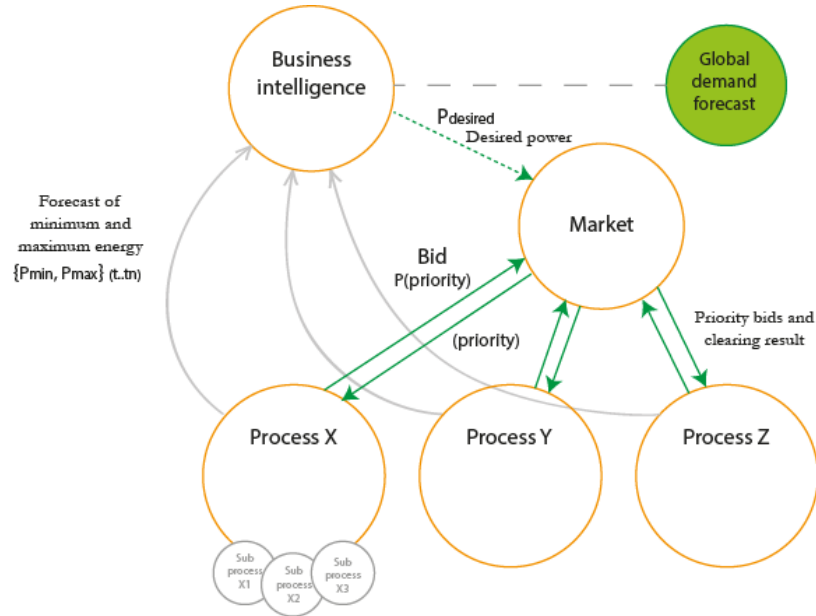 Business
intelligence
Global
demand
forecast
Pdesired
Desired power
Forecast of
minimum and
maximum energy
{Pmin, Pmax} (t..tn)
Market
Bid
P(priority)
(priority)
Priority bids and
clearing result
Process X
Process Y
Process Z
Sub
process
X1
Sub
process
X2
Sub
process
X3